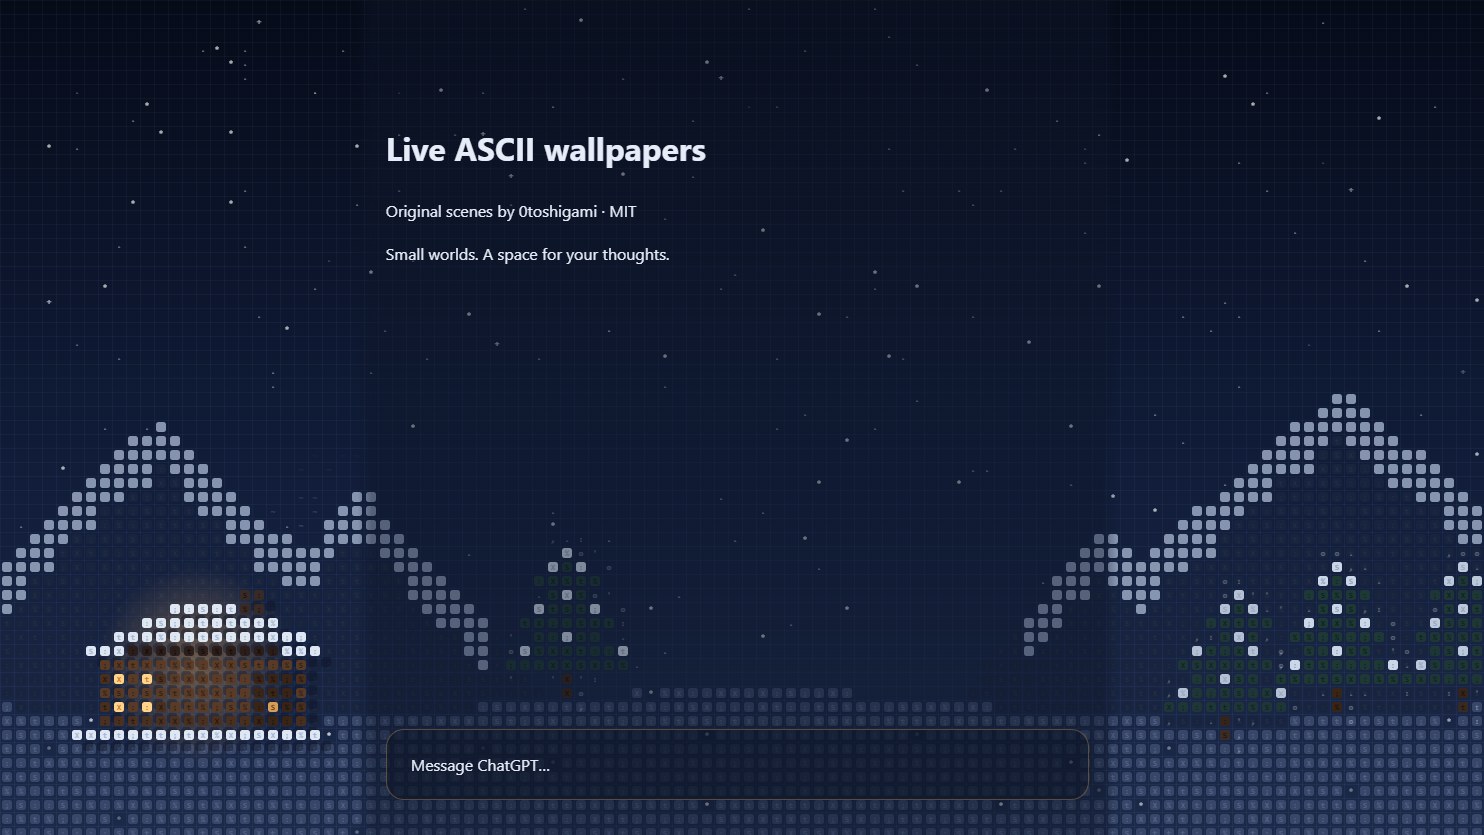 Live ASCII wallpapers
Original scenes by 0toshigami · MIT
Small worlds. A space for your thoughts.
Message ChatGPT...